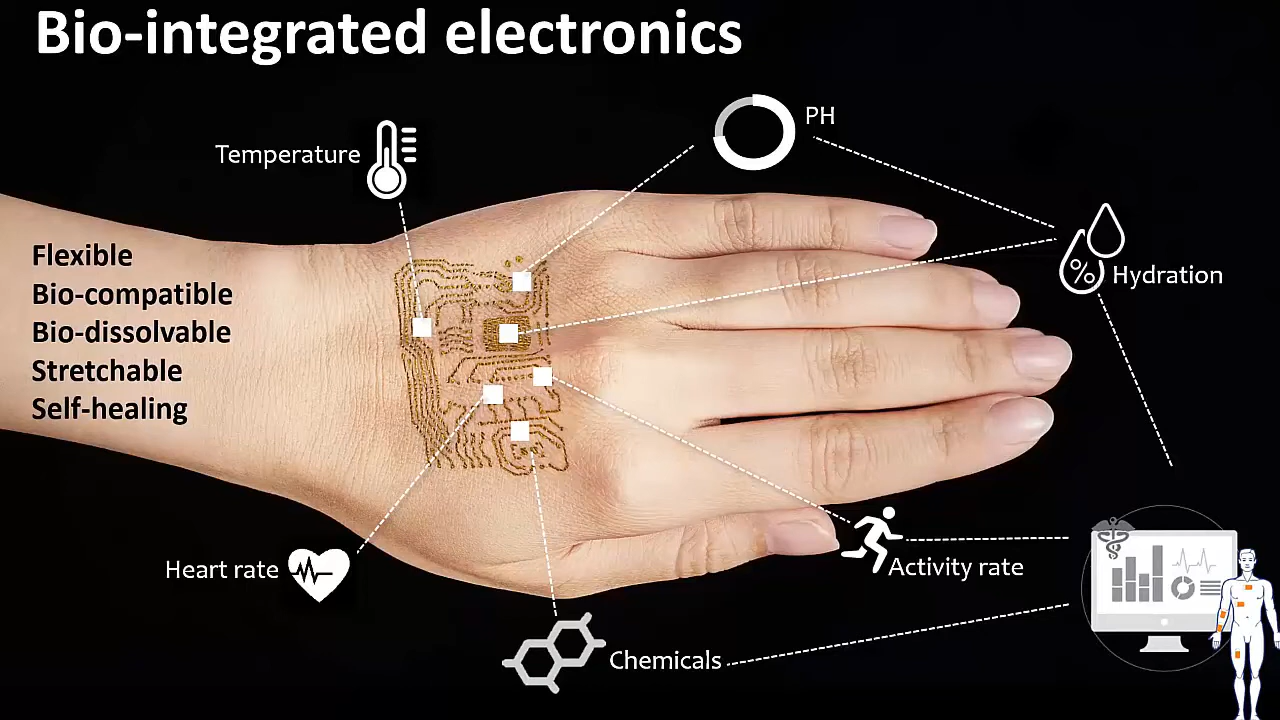 Bio-integrated electronics
PH
Temperature
Flexible
Bio-compatible
Bio-dissolvable
Stretchable
Self-healing
%
Hydration
Heart rate
Activity rate
Chemicals